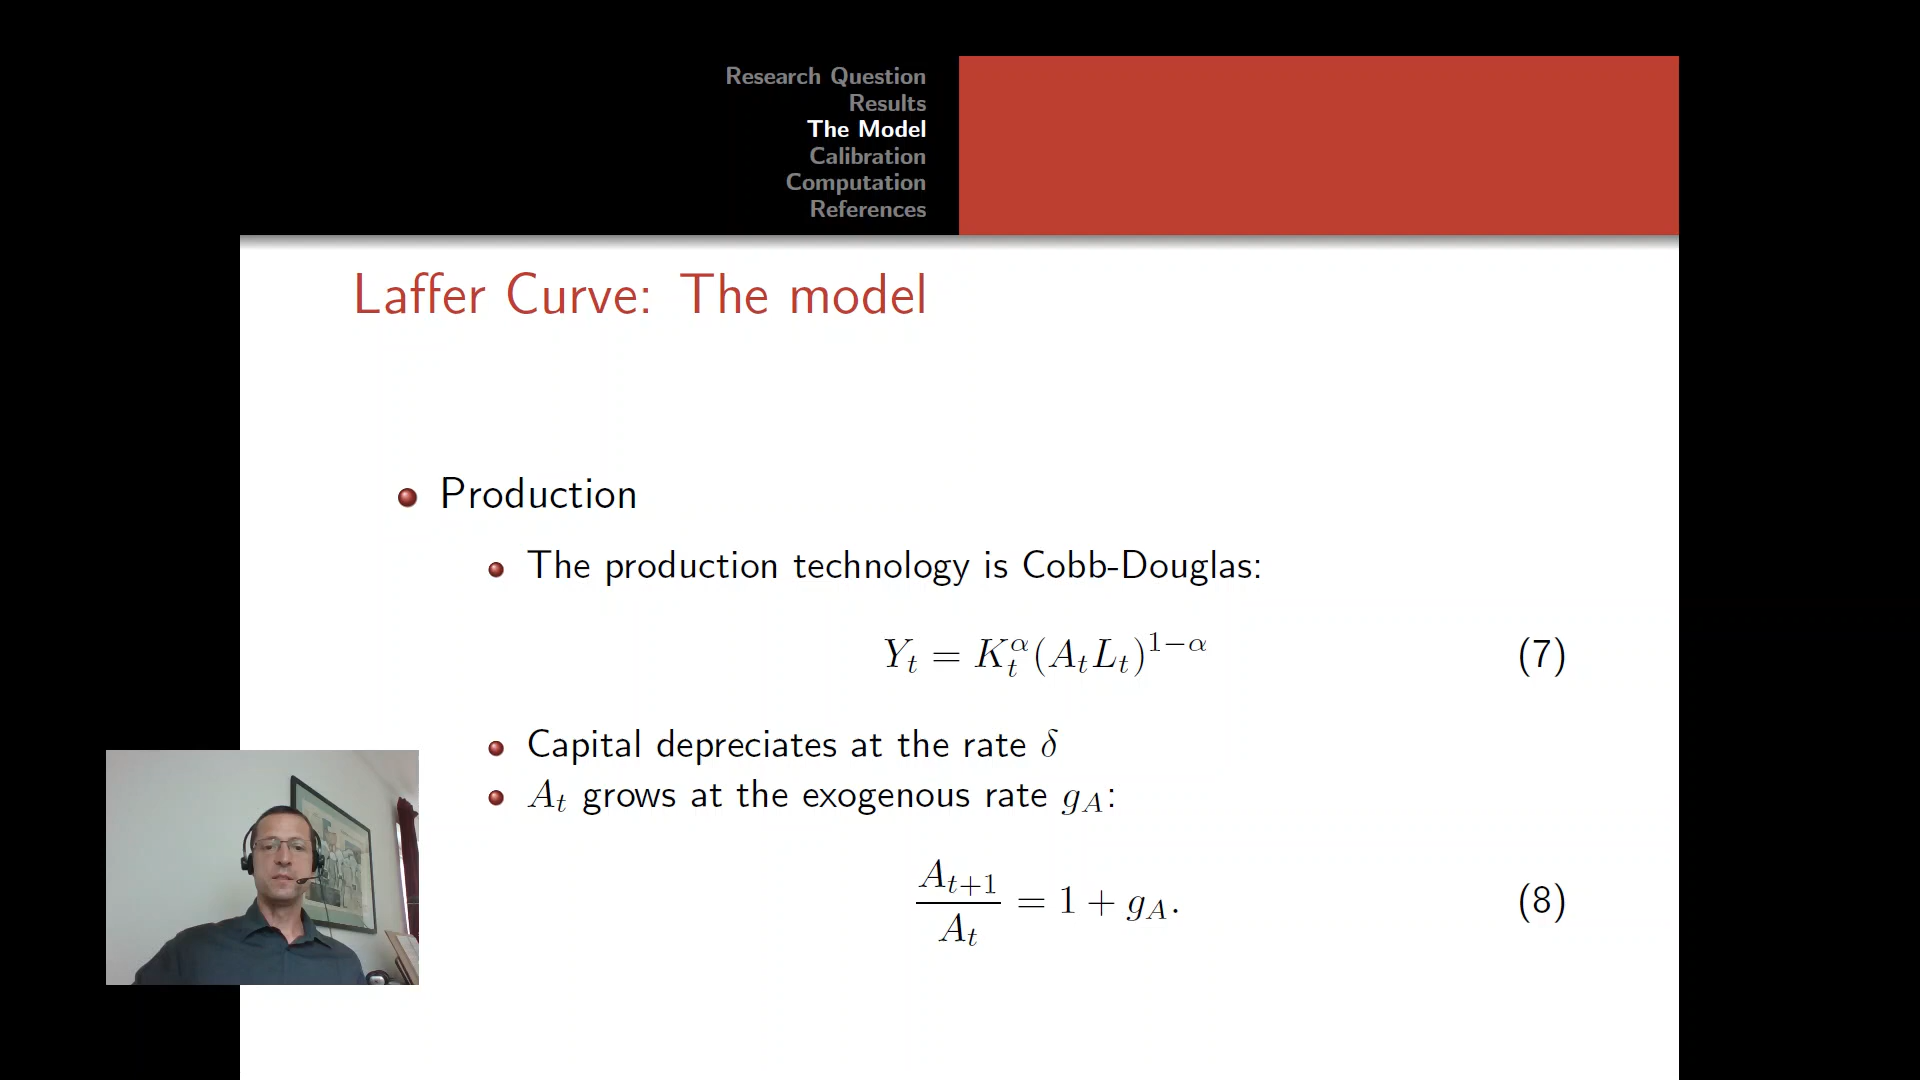 Research Question
Results
The Model
Calibration
Computation
References
Laffer Curve: The model
Production
The production technology is Cobb-Douglas:
Y_t = K_t^α (A_t L_t)^{1−α} (7)
Capital depreciates at the rate δ
A_t grows at the exogenous rate g_A:
A_{t+1} / A_t = 1 + g_A. (8)